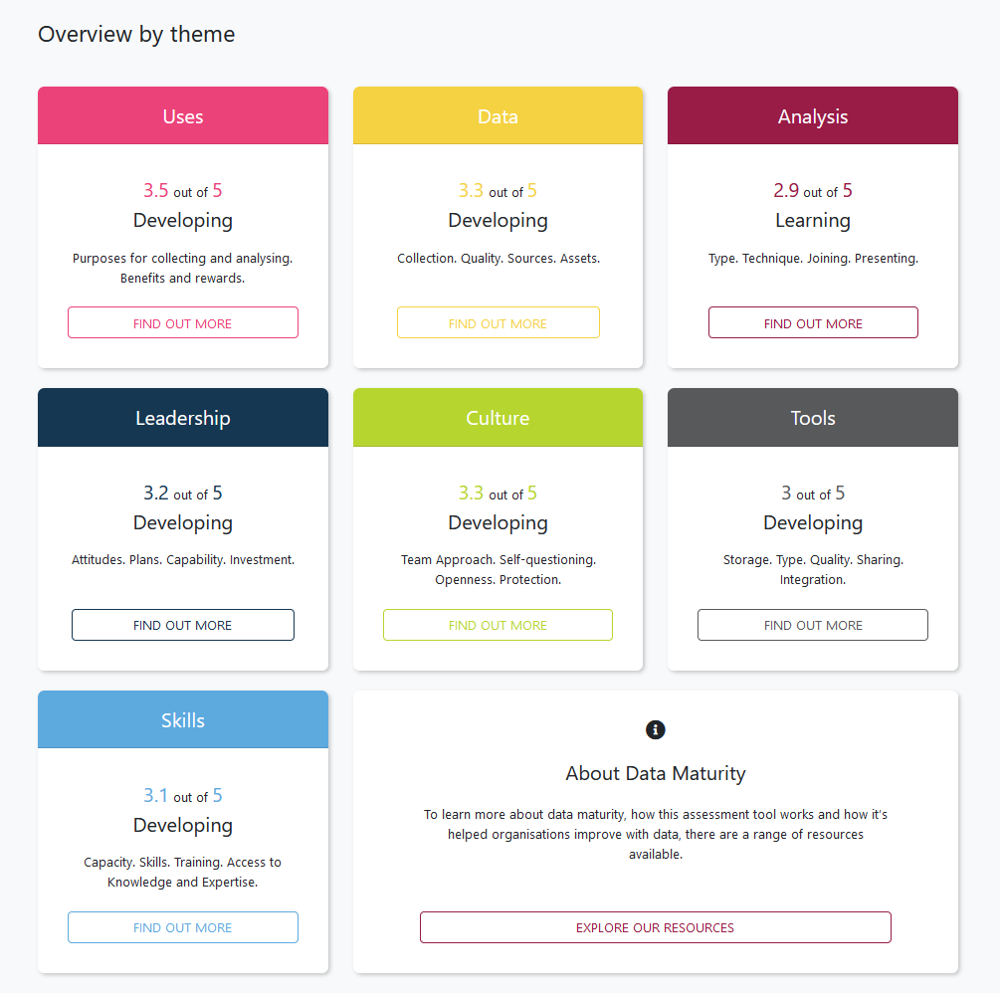 Overview by theme
Uses
3.5 out of 5
Developing
Purposes for collecting and analysing.
Benefits and rewards.
FIND OUT MORE
Data
3.3 out of 5
Developing
Collection. Quality. Sources. Assets.
FIND OUT MORE
Analysis
2.9 out of 5
Learning
Type. Technique. Joining. Presenting.
FIND OUT MORE
Leadership
3.2 out of 5
Developing
Attitudes. Plans. Capability. Investment.
FIND OUT MORE
Culture
3.3 out of 5
Developing
Team Approach. Self-questioning.
Openness. Protection.
FIND OUT MORE
Tools
3 out of 5
Developing
Storage. Type. Quality. Sharing.
Integration.
FIND OUT MORE
Skills
3.1 out of 5
Developing
Capacity. Skills. Training. Access to
Knowledge and Expertise.
FIND OUT MORE
About Data Maturity
To learn more about data maturity, how this assessment tool works and how it's
helped organisations improve with data, there are a range of resources
available.
EXPLORE OUR RESOURCES